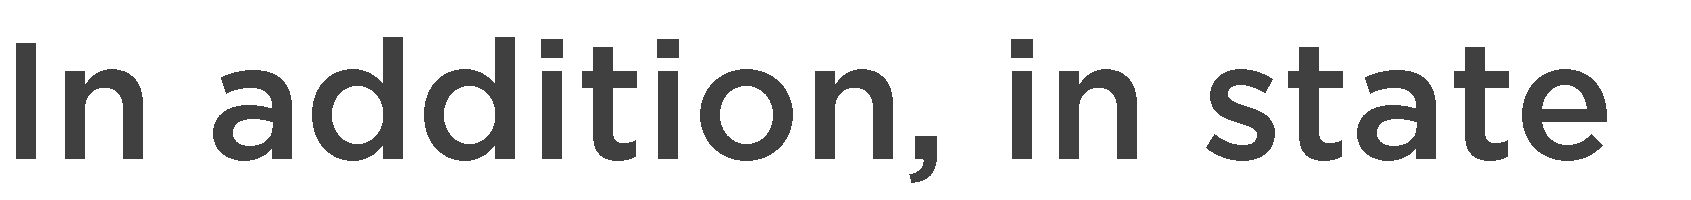 In addition, in state